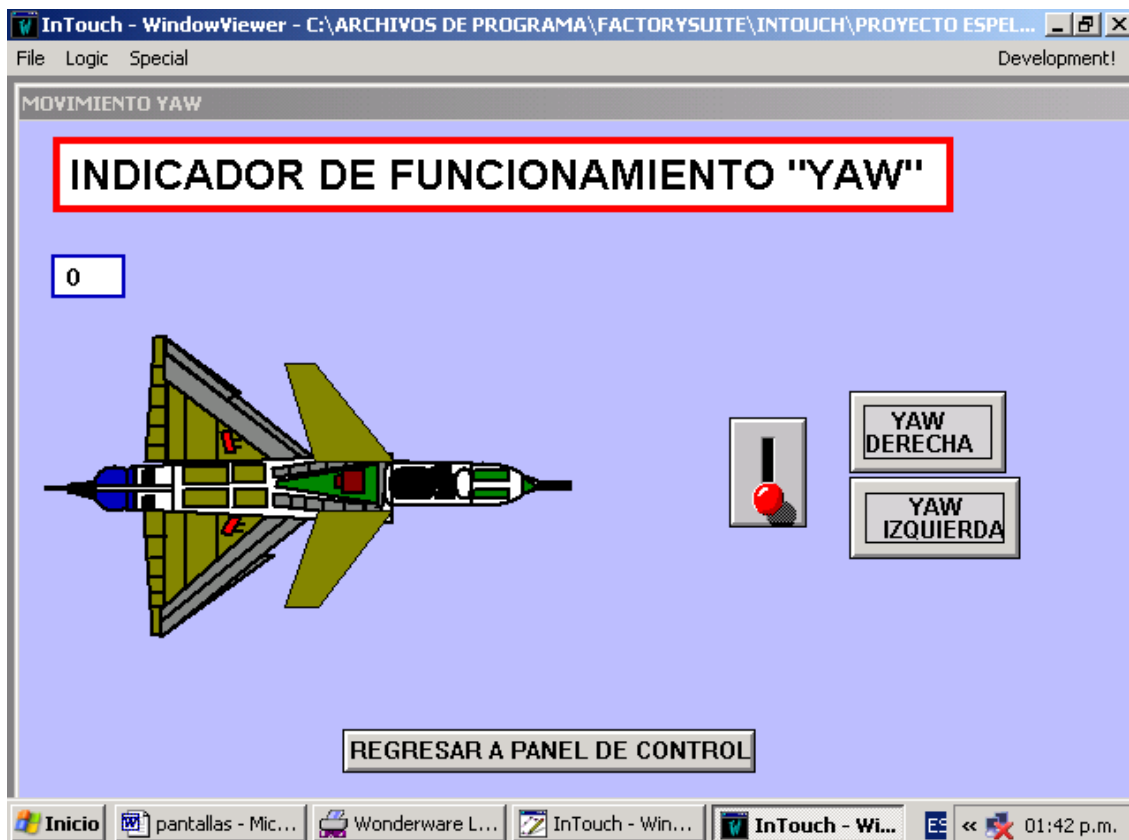 InTouch - WindowViewer - C:\ARCHIVOS DE PROGRAMA\FACTORYSUITE\INTOUCH\PROYECTO ESPEL...
File Logic Special Development!
MOVIMIENTO YAW
INDICADOR DE FUNCIONAMIENTO "YAW"
0
YAW
DERECHA
YAW
IZQUIERDA
REGRESAR A PANEL DE CONTROL
Inicio pantallas - Mic... Wonderware L... InTouch - Win... InTouch - Wi... ES « 01:42 p.m.